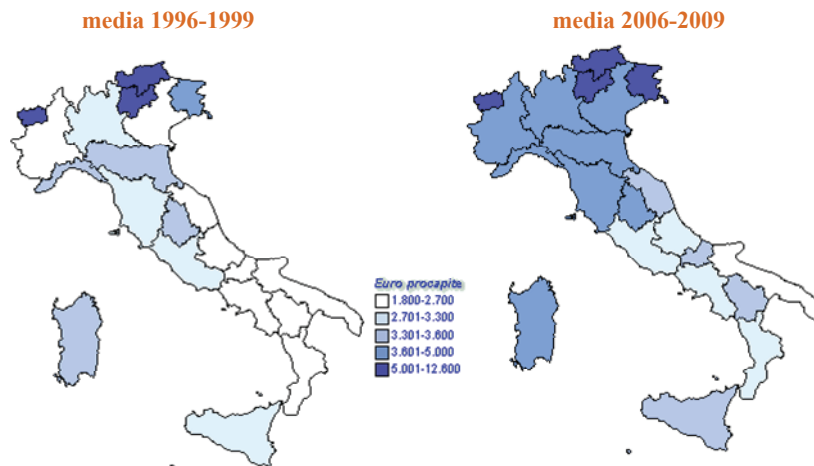 media 1996-1999
media 2006-2009
Euro procapite
1.800-2.700
2.701-3.300
3.301-3.600
3.601-5.000
5.001-12.600